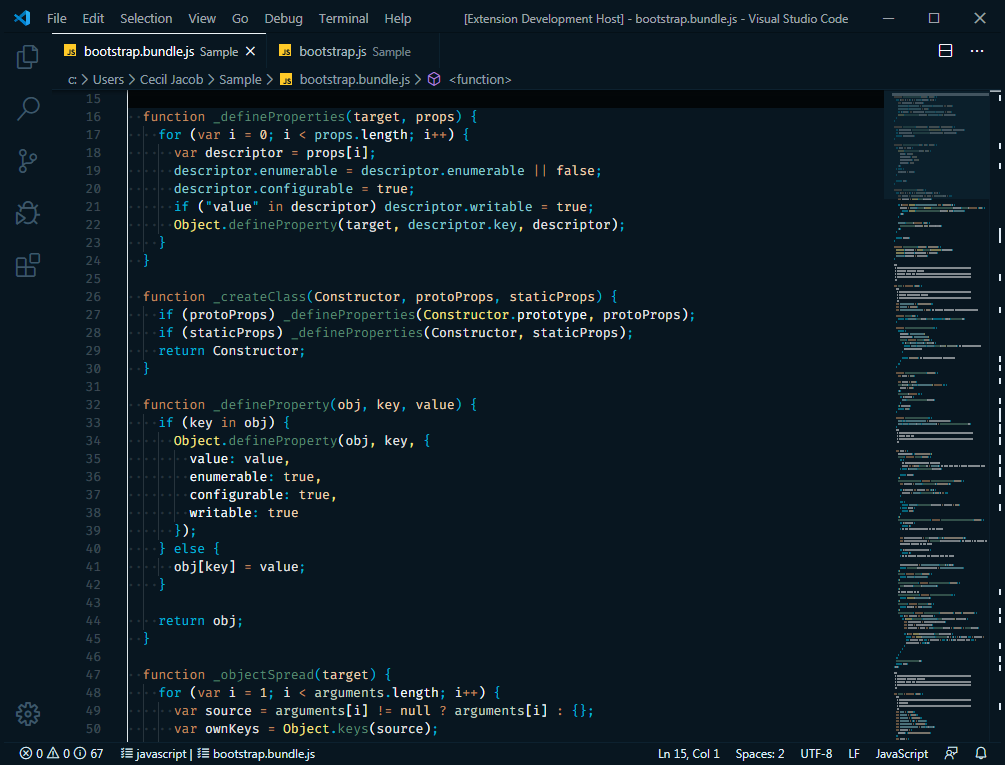 File Edit Selection View Go Debug Terminal Help [Extension Development Host] - bootstrap.bundle.js - Visual Studio Code
JS bootstrap.bundle.js Sample JS bootstrap.js Sample
c: > Users > Cecil Jacob > Sample > JS bootstrap.bundle.js > <function>
15
16 function _defineProperties(target, props) {
17 for (var i = 0; i < props.length; i++) {
18 var descriptor = props[i];
19 descriptor.enumerable = descriptor.enumerable || false;
20 descriptor.configurable = true;
21 if ("value" in descriptor) descriptor.writable = true;
22 Object.defineProperty(target, descriptor.key, descriptor);
23 }
24 }
25
26 function _createClass(Constructor, protoProps, staticProps) {
27 if (protoProps) _defineProperties(Constructor.prototype, protoProps);
28 if (staticProps) _defineProperties(Constructor, staticProps);
29 return Constructor;
30 }
31
32 function _defineProperty(obj, key, value) {
33 if (key in obj) {
34 Object.defineProperty(obj, key, {
35 value: value,
36 enumerable: true,
37 configurable: true,
38 writable: true
39 });
40 } else {
41 obj[key] = value;
42 }
43
44 return obj;
45 }
46
47 function _objectSpread(target) {
48 for (var i = 1; i < arguments.length; i++) {
49 var source = arguments[i] != null ? arguments[i] : {};
50 var ownKeys = Object.keys(source);
0 0 67 javascript | bootstrap.bundle.js Ln 15, Col 1 Spaces: 2 UTF-8 LF JavaScript